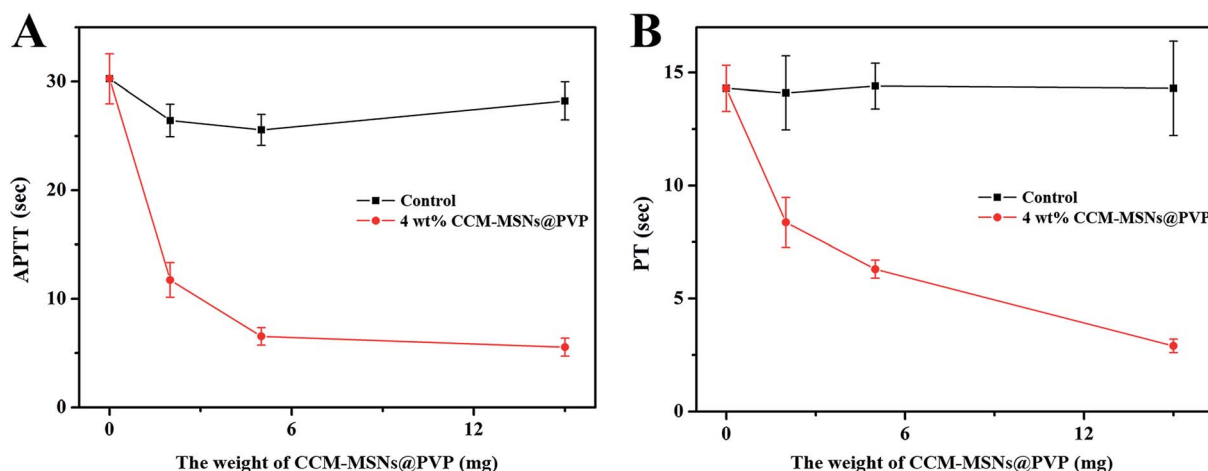 A
APTT (sec)
30
20
10
0
Control
4 wt% CCM-MSNs@PVP
0
6
12
The weight of CCM-MSNs@PVP (mg)
B
PT (sec)
15
10
5
0
Control
4 wt% CCM-MSNs@PVP
0
6
12
The weight of CCM-MSNs@PVP (mg)